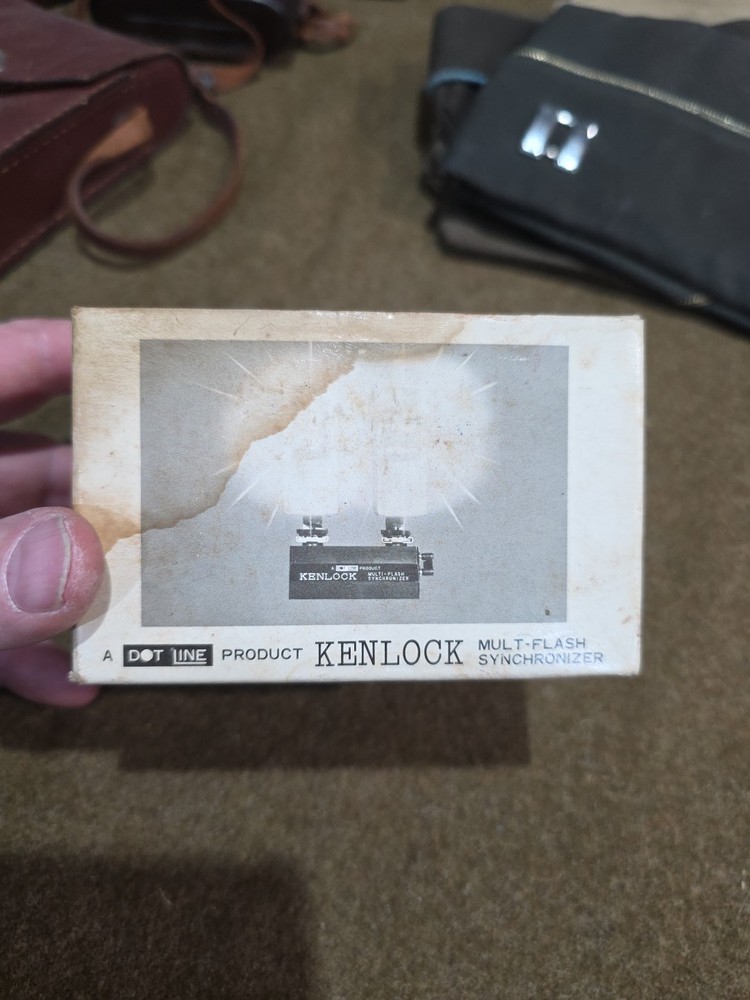 A DOT LINE PRODUCT
KENLOCK MULTI-FLASH
SYNCHRONIZER
A DOT LINE PRODUCT KENLOCK MULT-FLASH
SYNCHRONIZER